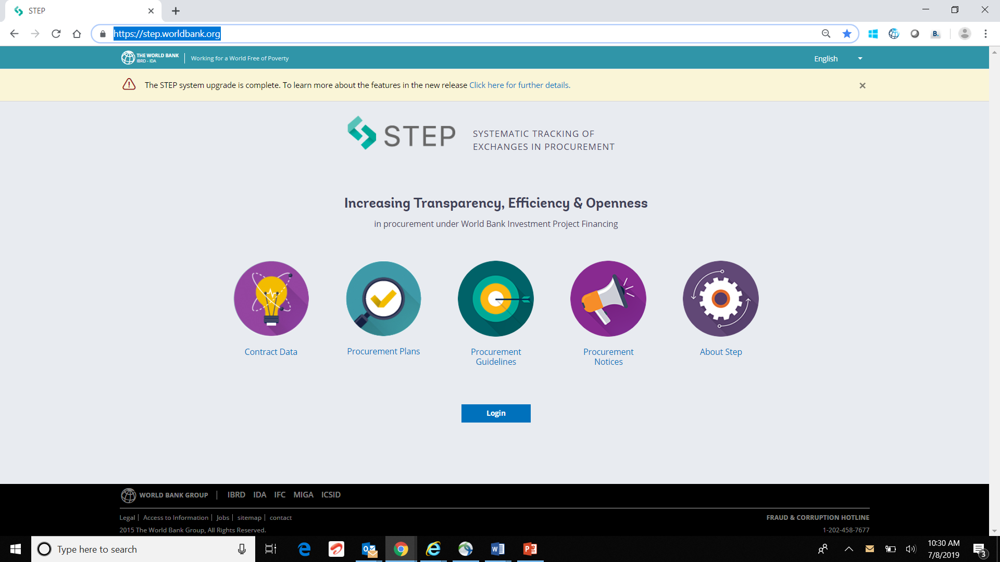 STEP
https://step.worldbank.org
B.
THE WORLD BANK
IBRD - IDA
Working for a World Free of Poverty
English
The STEP system upgrade is complete. To learn more about the features in the new release Click here for further details.
STEP
SYSTEMATIC TRACKING OF
EXCHANGES IN PROCUREMENT
Increasing Transparency, Efficiency & Openness
in procurement under World Bank Investment Project Financing
Contract Data
Procurement Plans
Procurement
Guidelines
Procurement
Notices
About Step
Login
WORLD BANK GROUP
IBRD IDA IFC MIGA ICSID
Legal | Access to Information | Jobs | sitemap | contact
FRAUD & CORRUPTION HOTLINE
2015 The World Bank Group, All Rights Reserved.
1-202-458-7677
Type here to search
10:30 AM
7/8/2019
3